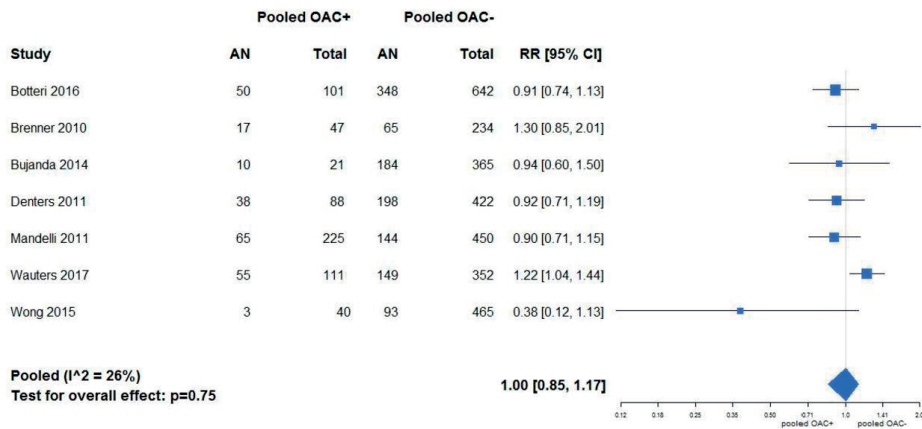 Pooled OAC+ Pooled OAC-
Study AN Total AN Total RR [95% CI]
Botteri 2016 50 101 348 642 0.91 [0.74, 1.13]
Brenner 2010 17 47 65 234 1.30 [0.85, 2.01]
Bujanda 2014 10 21 184 365 0.94 [0.60, 1.50]
Denters 2011 38 88 198 422 0.92 [0.71, 1.19]
Mandelli 2011 65 225 144 450 0.90 [0.71, 1.15]
Wauters 2017 55 111 149 352 1.22 [1.04, 1.44]
Wong 2015 3 40 93 465 0.38 [0.12, 1.13]
Pooled (I^2 = 26%)
Test for overall effect: p=0.75
1.00 [0.85, 1.17]
0.12 0.25 0.35 0.50 0.71 1.0 1.41 2.0
pooled OAC+ pooled OAC-